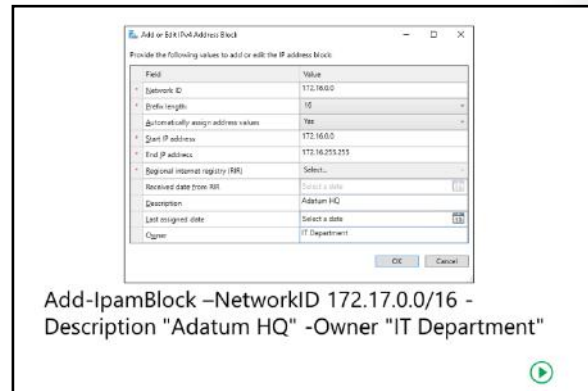 Add or Edit IPv4 Address Block
Provide the following values to add or edit the IP address block:
Field Value
* Network ID 172.16.0.0
* Prefix length 16
Automatically assign address values Yes
* Start IP address 172.16.0.0
* End IP address 172.16.255.255
* Regional internet registry (RIR) Select...
Received date from RIR Select a date
Description Adatum HQ
Last assigned date Select a date
Owner IT Department
OK Cancel
Add-IpamBlock –NetworkID 172.17.0.0/16 -
Description "Adatum HQ" -Owner "IT Department"